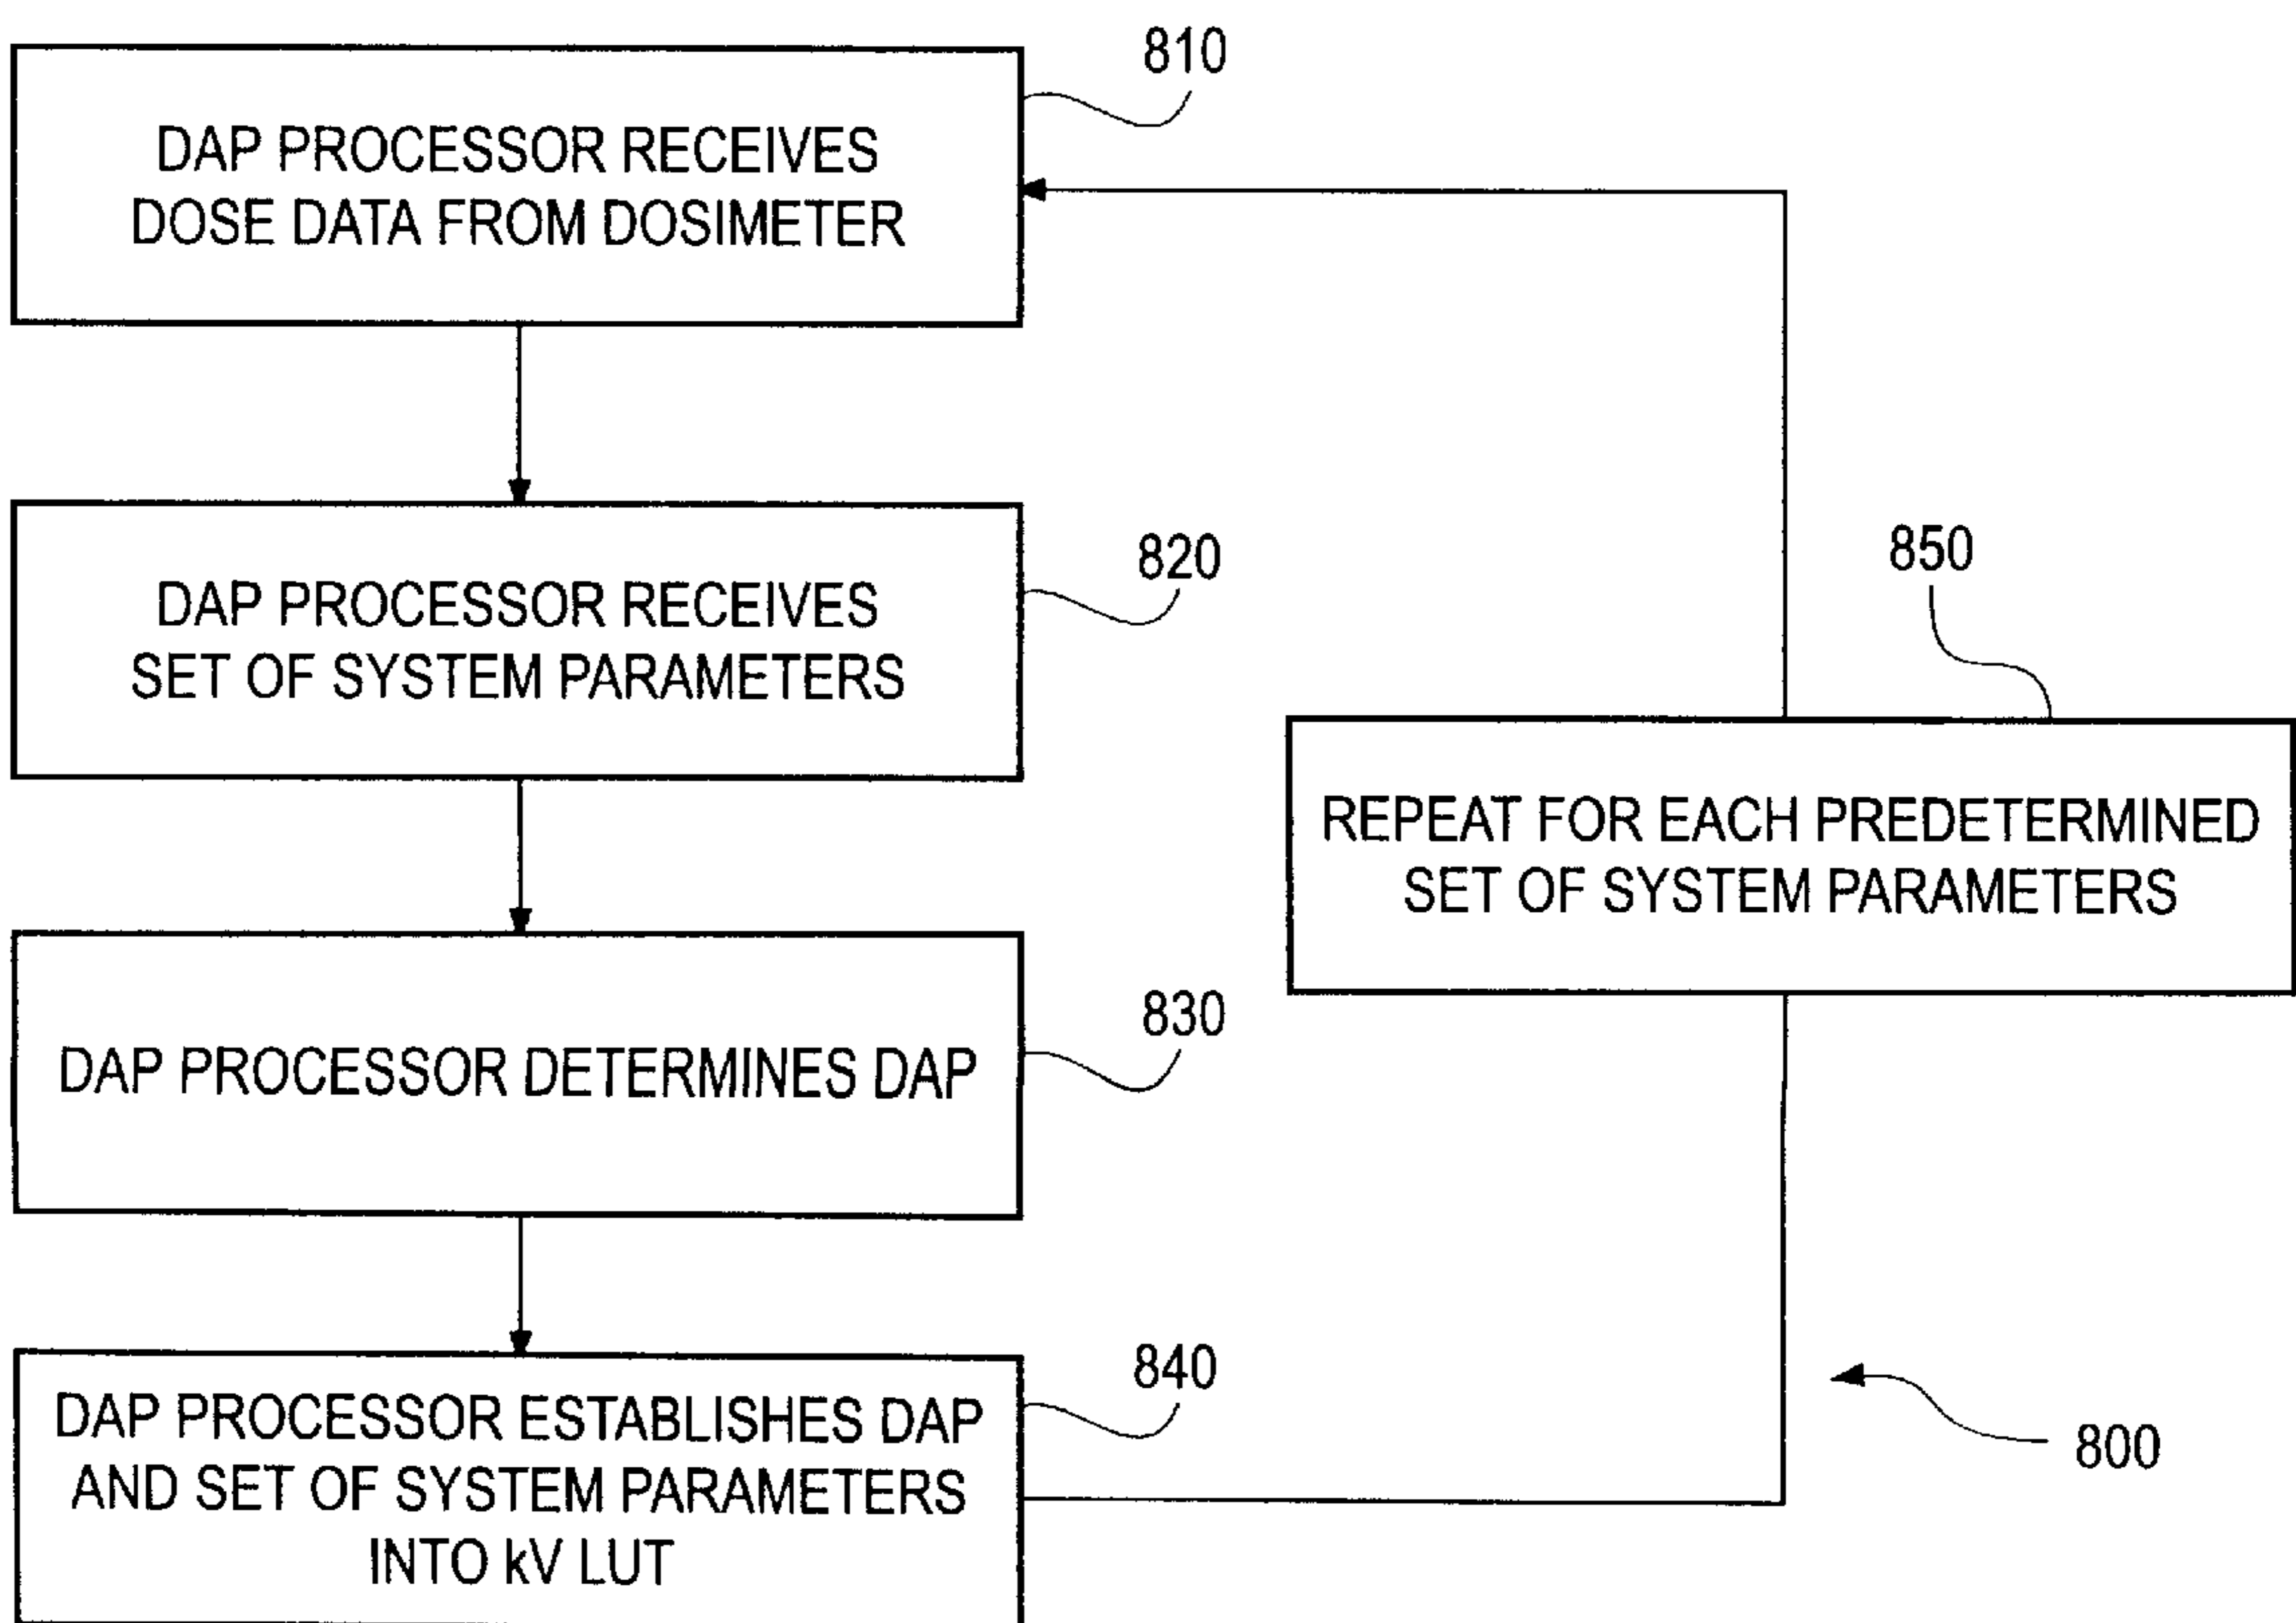 810
DAP PROCESSOR RECEIVES
DOSE DATA FROM DOSIMETER
820
DAP PROCESSOR RECEIVES
SET OF SYSTEM PARAMETERS
850
REPEAT FOR EACH PREDETERMINED
SET OF SYSTEM PARAMETERS
830
DAP PROCESSOR DETERMINES DAP
840
DAP PROCESSOR ESTABLISHES DAP
AND SET OF SYSTEM PARAMETERS
INTO kV LUT
800